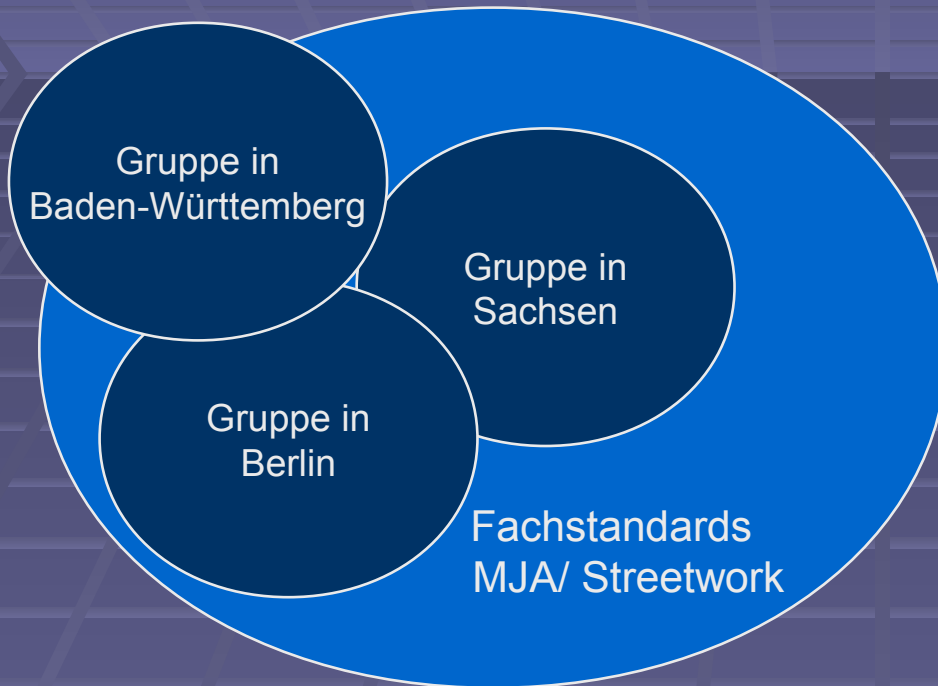 Gruppe in
Baden-Württemberg
Gruppe in
Sachsen
Gruppe in
Berlin
Fachstandards
MJA/ Streetwork